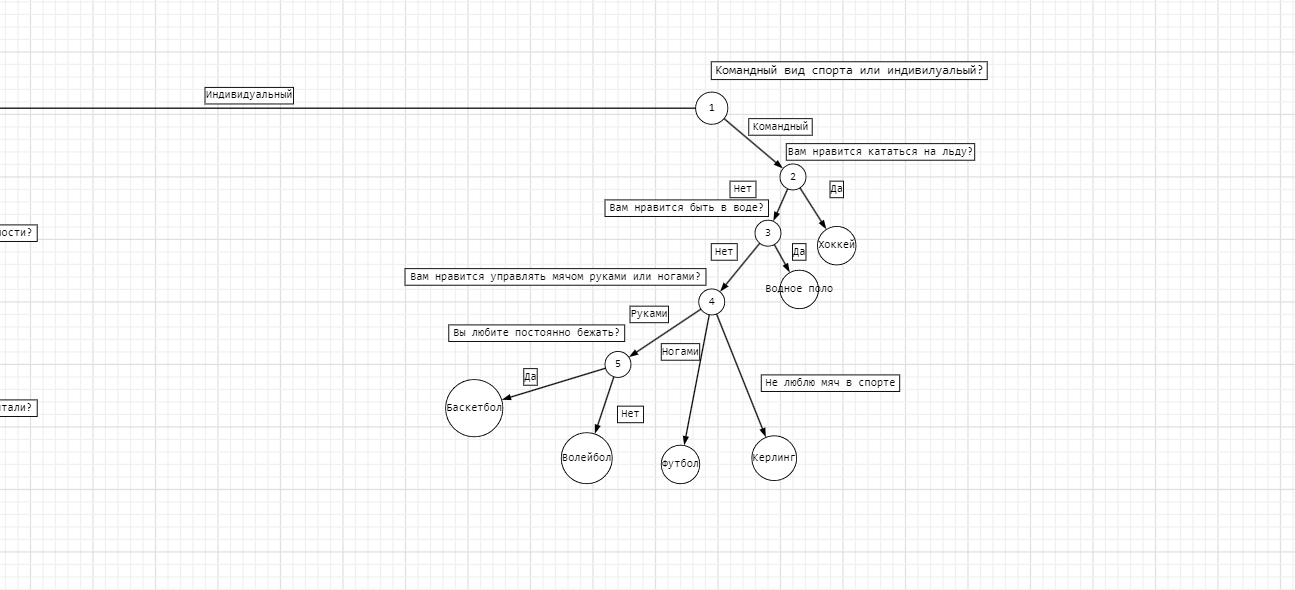 Командный вид спорта или индивилуальый?
Индивидуальный
1
Командный
Вам нравится кататься на льду?
2
Нет
Да
Вам нравится быть в воде?
3
ности?
Хоккей
Нет
Да
Вам нравится управлять мячом руками или ногами?
Водное поло
4
Руками
Вы любите постоянно бежать?
Ногами
5
Да
Не люблю мяч в спорте
Баскетбол
тали?
Нет
Волейбол
Футбол
Керлинг